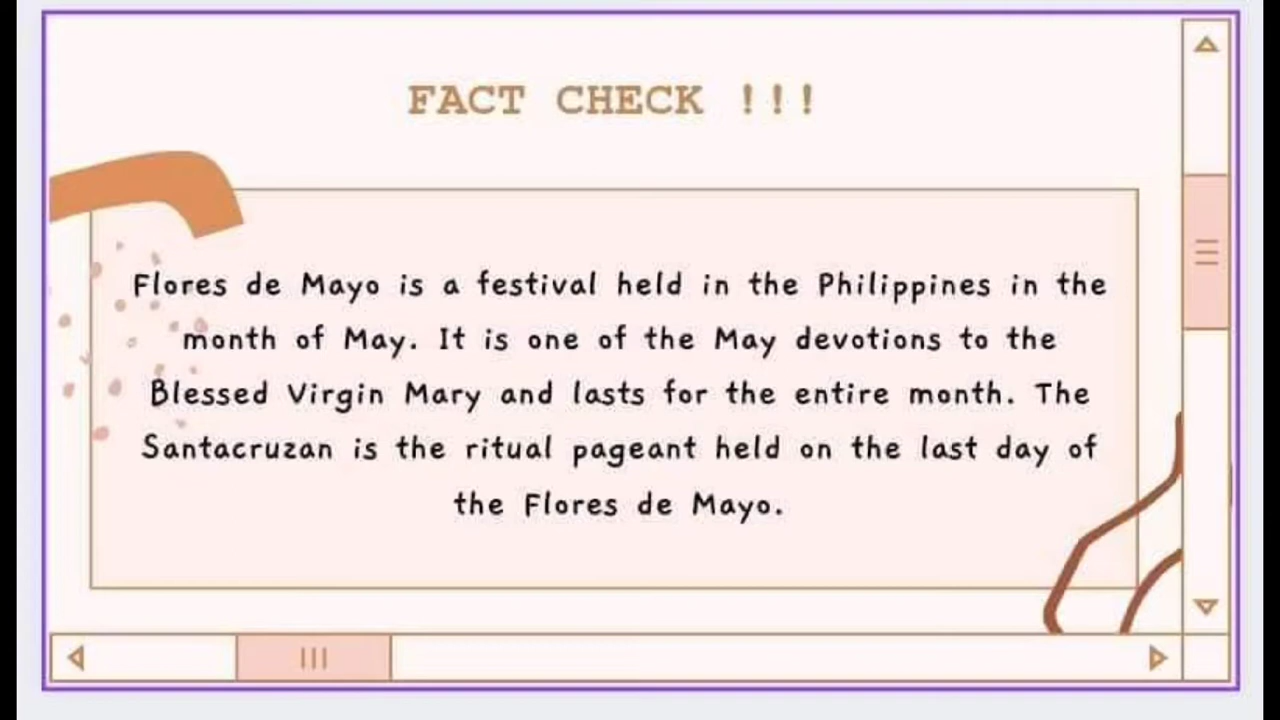 FACT CHECK !!!
Flores de Mayo is a festival held in the Philippines in the
month of May. It is one of the May devotions to the
Blessed Virgin Mary and lasts for the entire month. The
Santacruzan is the ritual pageant held on the last day of
the Flores de Mayo.